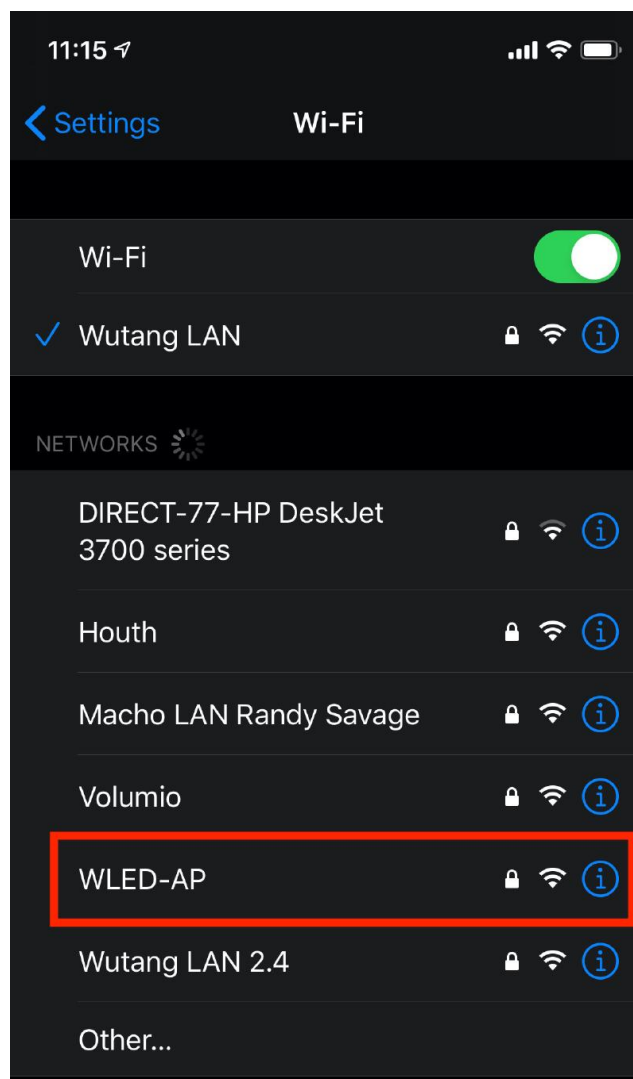 11:15
Settings
Wi-Fi
Wi-Fi
Wutang LAN
NETWORKS
DIRECT-77-HP DeskJet
3700 series
Houth
Macho LAN Randy Savage
Volumio
WLED-AP
Wutang LAN 2.4
Other...